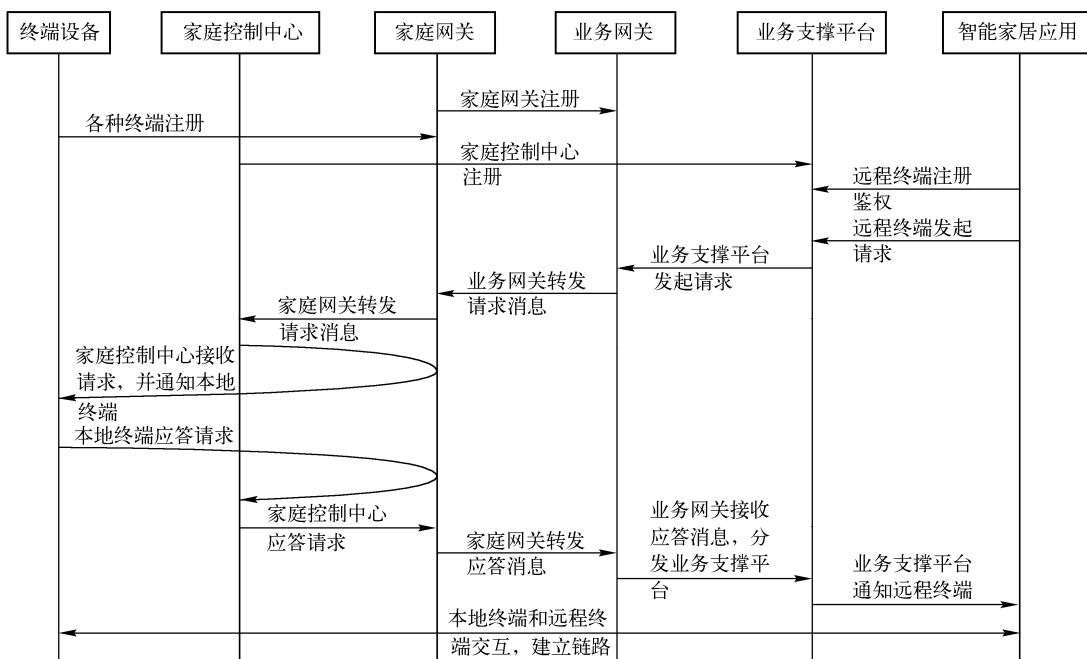 终端设备
家庭控制中心
家庭网关
业务网关
业务支撑平台
智能家居应用
家庭网关注册
各种终端注册
家庭控制中心
注册
远程终端注册
鉴权
远程终端发起
请求
业务支撑平台
发起请求
业务网关转发
请求消息
家庭网关转发
请求消息
家庭控制中心接收
请求，并通知本地
终端
本地终端应答请求
家庭控制中心
应答请求
家庭网关转发
应答消息
业务网关接收
应答消息，分
发业务支撑平
台
业务支撑平台
通知远程终端
本地终端和远程终
端交互，建立链路